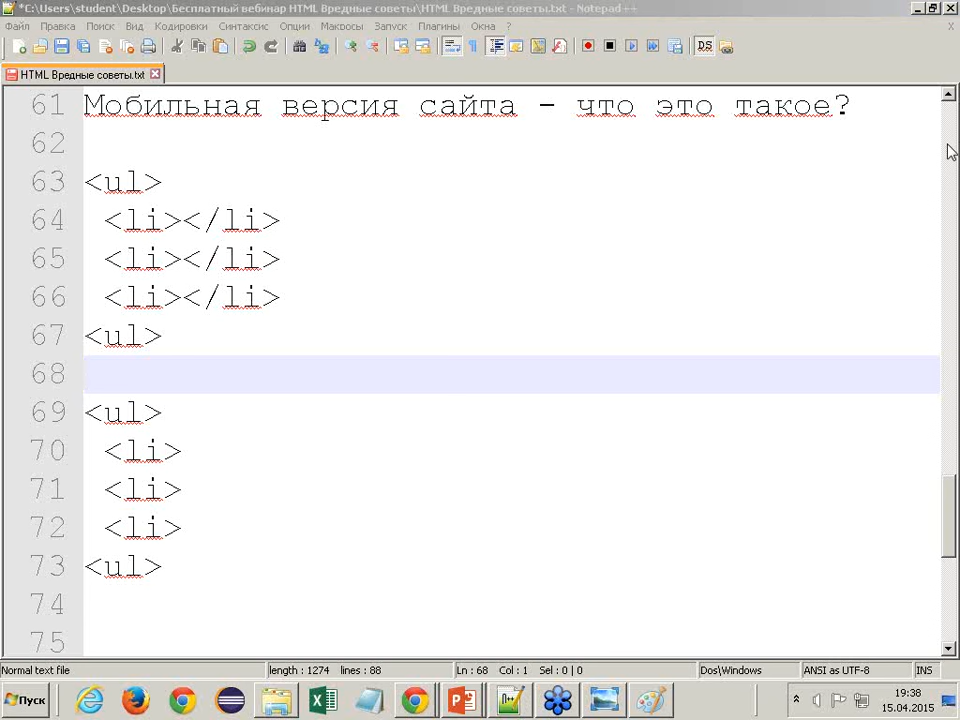 *C:\Users\student\Desktop\Бесплатный вебинар HTML Вредные советы\HTML Вредные советы.txt - Notepad++
Файл Правка Поиск Вид Кодировки Синтаксис Опции Макросы Запуск Плагины Окна ?
X
DS
HTML Вредные советы.txt
61 Мобильная версия сайта - что это такое?
62
63 <ul>
64 <li></li>
65 <li></li>
66 <li></li>
67 <ul>
68
69 <ul>
70 <li>
71 <li>
72 <li>
73 <ul>
74
75
Normal text file length : 1274 lines : 88 Ln : 68 Col : 1 Sel : 0 | 0 Dos\Windows ANSI as UTF-8 INS
Пуск
19:38
15.04.2015